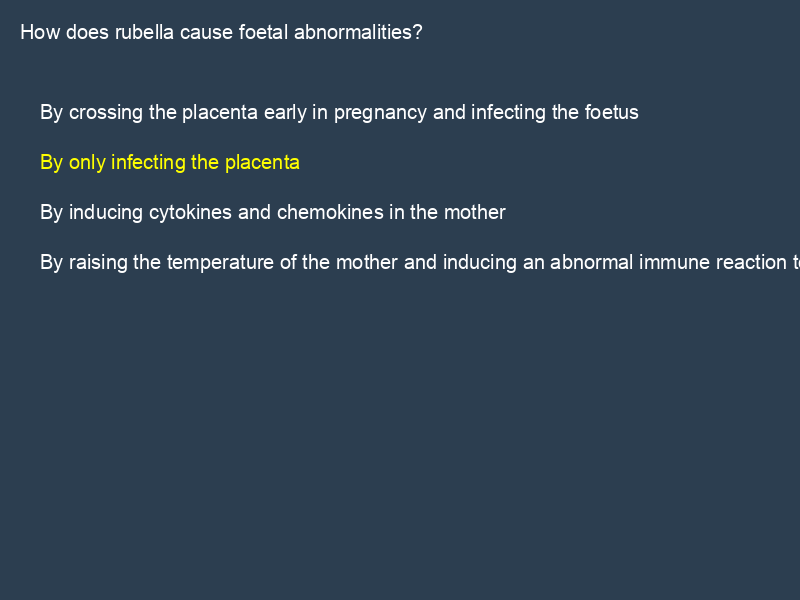 How does rubella cause foetal abnormalities?
By crossing the placenta early in pregnancy and infecting the foetus
By only infecting the placenta
By inducing cytokines and chemokines in the mother
By raising the temperature of the mother and inducing an abnormal immune reaction